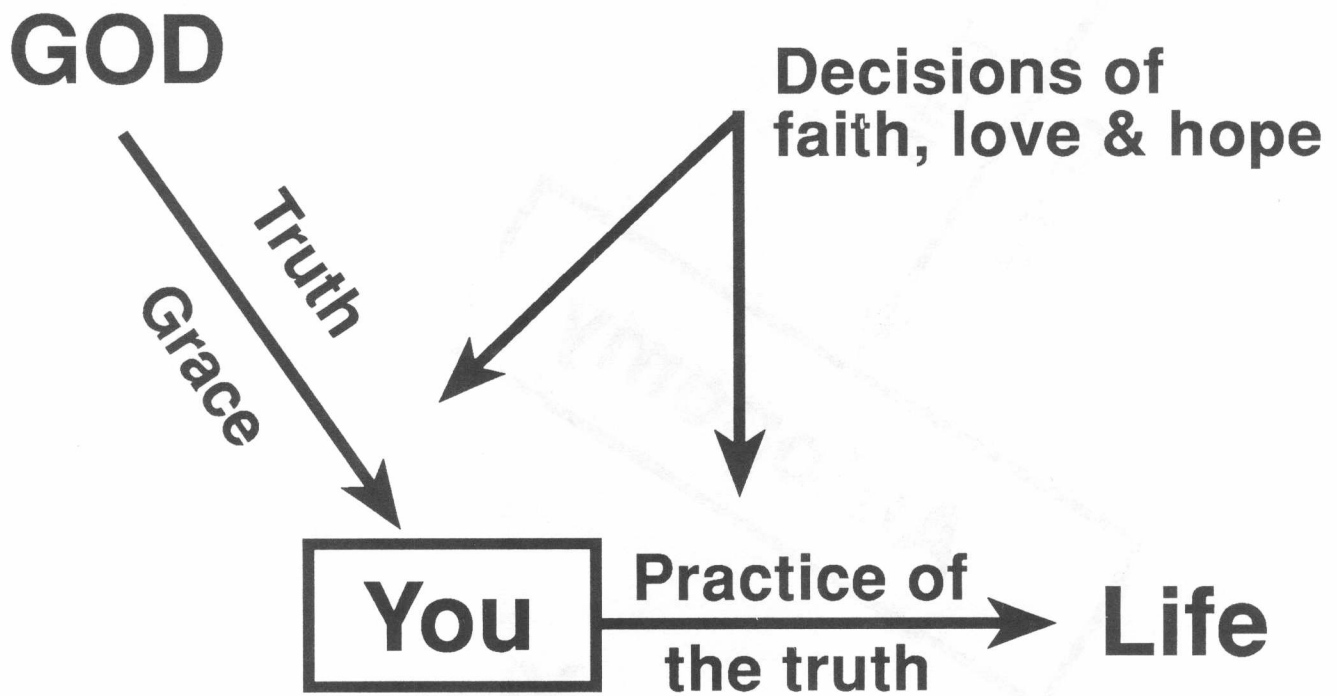 GOD
Decisions of
faith, love & hope
Truth
Grace
You
Practice of
the truth
Life